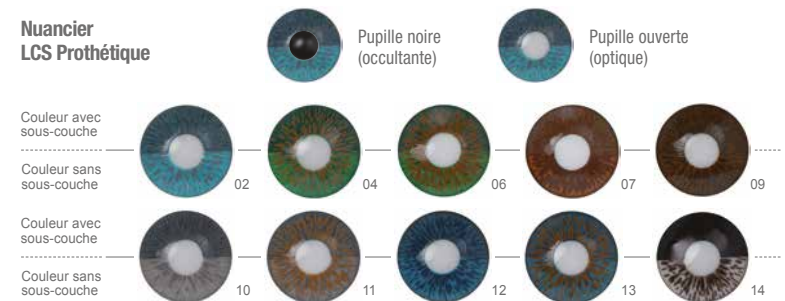 Nuancier
LCS Prothétique
Pupille noire
(occultante)
Pupille ouverte
(optique)
Couleur avec
sous-couche
Couleur sans
sous-couche
02
04
06
07
09
Couleur avec
sous-couche
Couleur sans
sous-couche
10
11
12
13
14